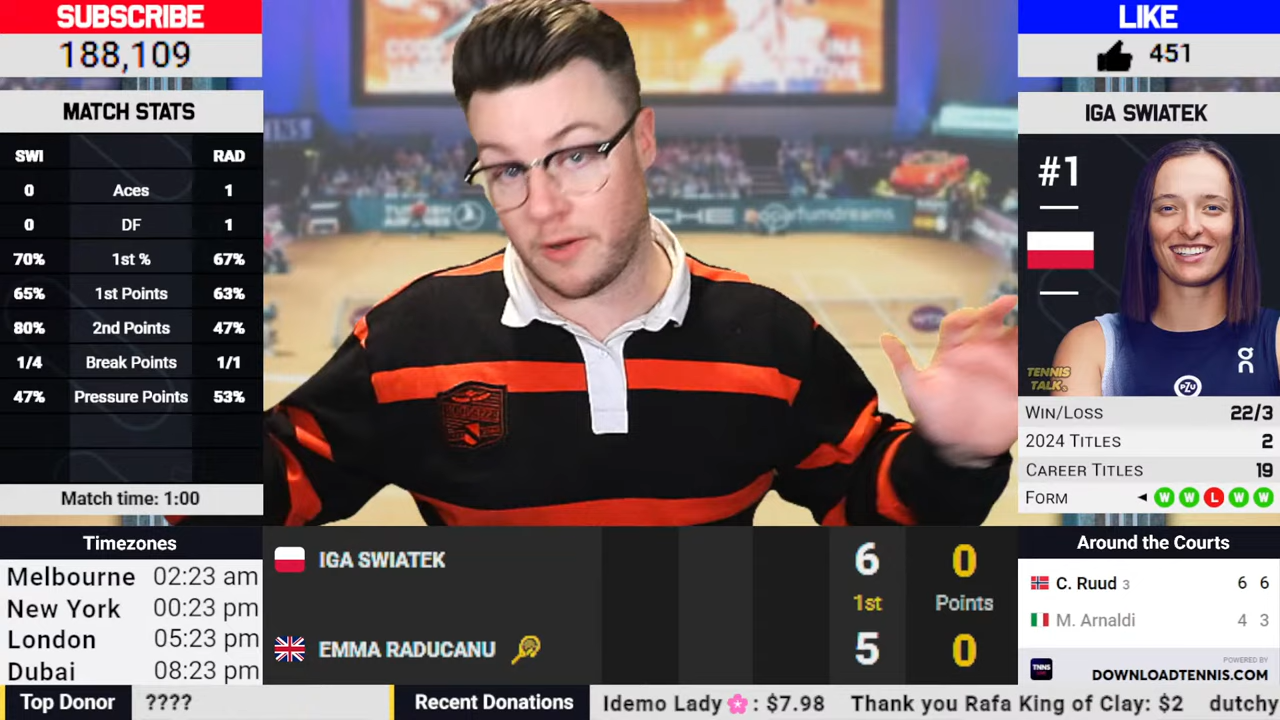 SUBSCRIBE
188,109
MATCH STATS
SWI RAD
0 Aces 1
0 DF 1
70% 1st % 67%
65% 1st Points 63%
80% 2nd Points 47%
1/4 Break Points 1/1
47% Pressure Points 53%
Match time: 1:00
Timezones
Melbourne 02:23 am
New York 00:23 pm
London 05:23 pm
Dubai 08:23 pm
IGA SWIATEK 6 0
1st Points
EMMA RADUCANU 5 0
LIKE
451
IGA SWIATEK
#1
TENNIS
TALK.
PZU
WIN/LOSS 22/3
2024 TITLES 2
CAREER TITLES 19
FORM W W L W W
Around the Courts
C. Ruud 3 6 6
M. Arnaldi 4 3
POWERED BY
DOWNLOADTENNIS.COM
Top Donor ???? Recent Donations Idemo Lady🌸: $7.98 Thank you Rafa King of Clay: $2 dutchy